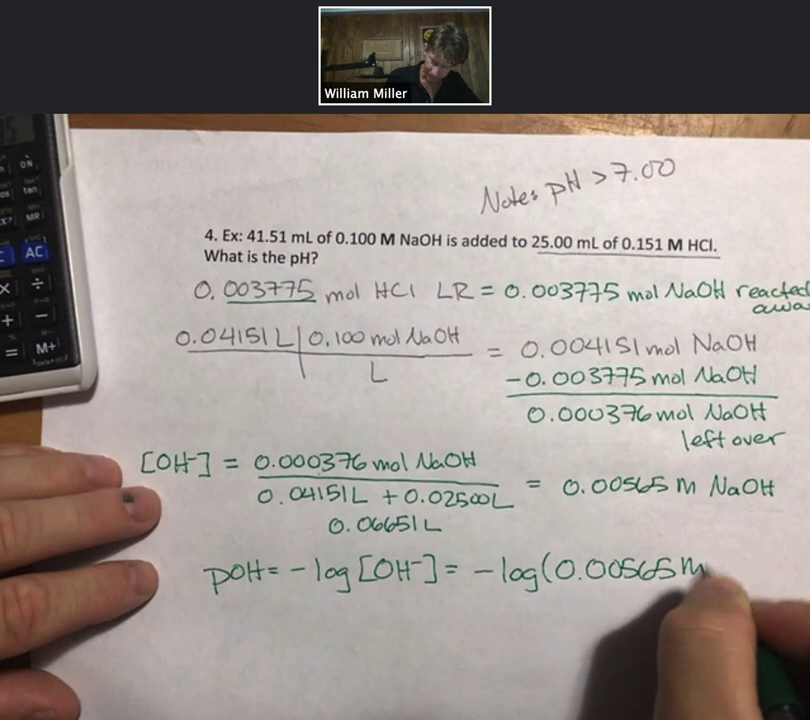 William Miller
ON
tan
MR
AC
÷
+
−
=
M+
Note: pH > 7.00
4. Ex: 41.51 mL of 0.100 M NaOH is added to 25.00 mL of 0.151 M HCl.
What is the pH?
0.003775 mol HCl LR = 0.003775 mol NaOH reacted
0.04151 L | 0.100 mol NaOH = 0.004151 mol NaOH
L
−0.003775 mol NaOH
0.000376 mol NaOH
left over
[OH⁻] = 0.000376 mol NaOH = 0.00565 M NaOH
0.04151 L + 0.02500 L
0.06651 L
pOH = −log [OH⁻] = −log(0.00565 M